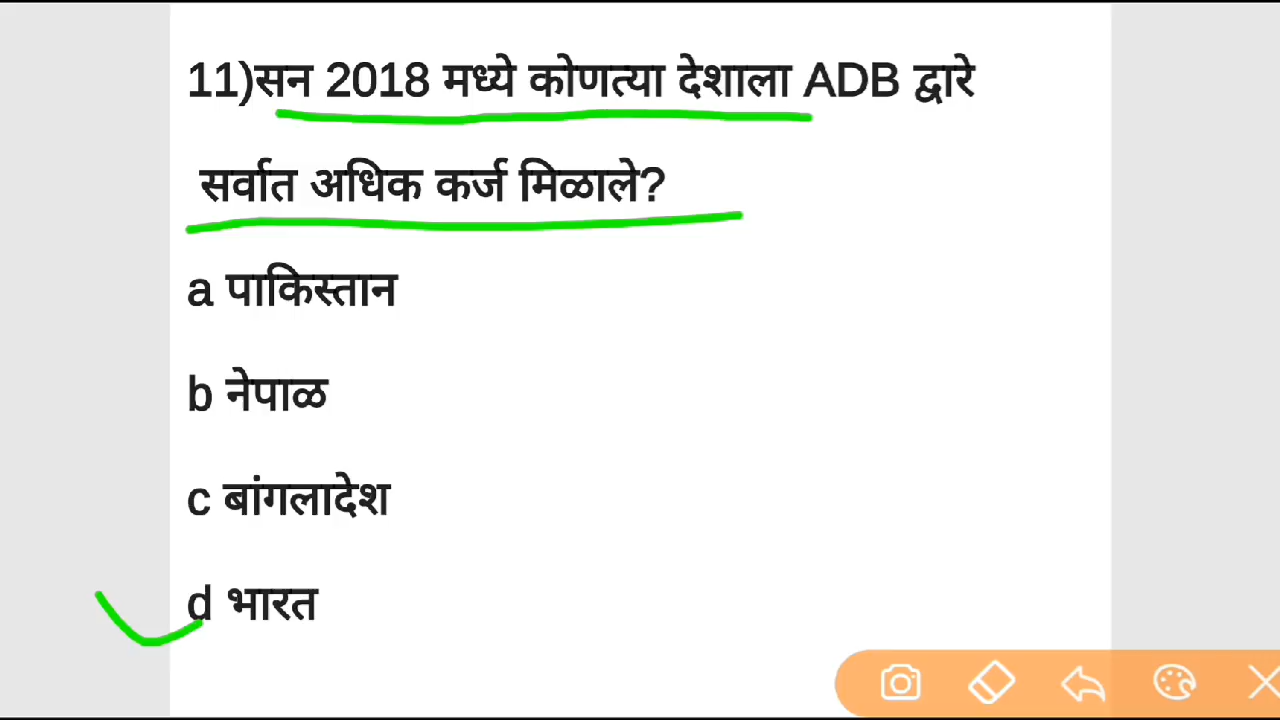 11)सन 2018 मध्ये कोणत्या देशाला ADB द्वारे
सर्वात अधिक कर्ज मिळाले?
a पाकिस्तान
b नेपाळ
c बांगलादेश
d भारत